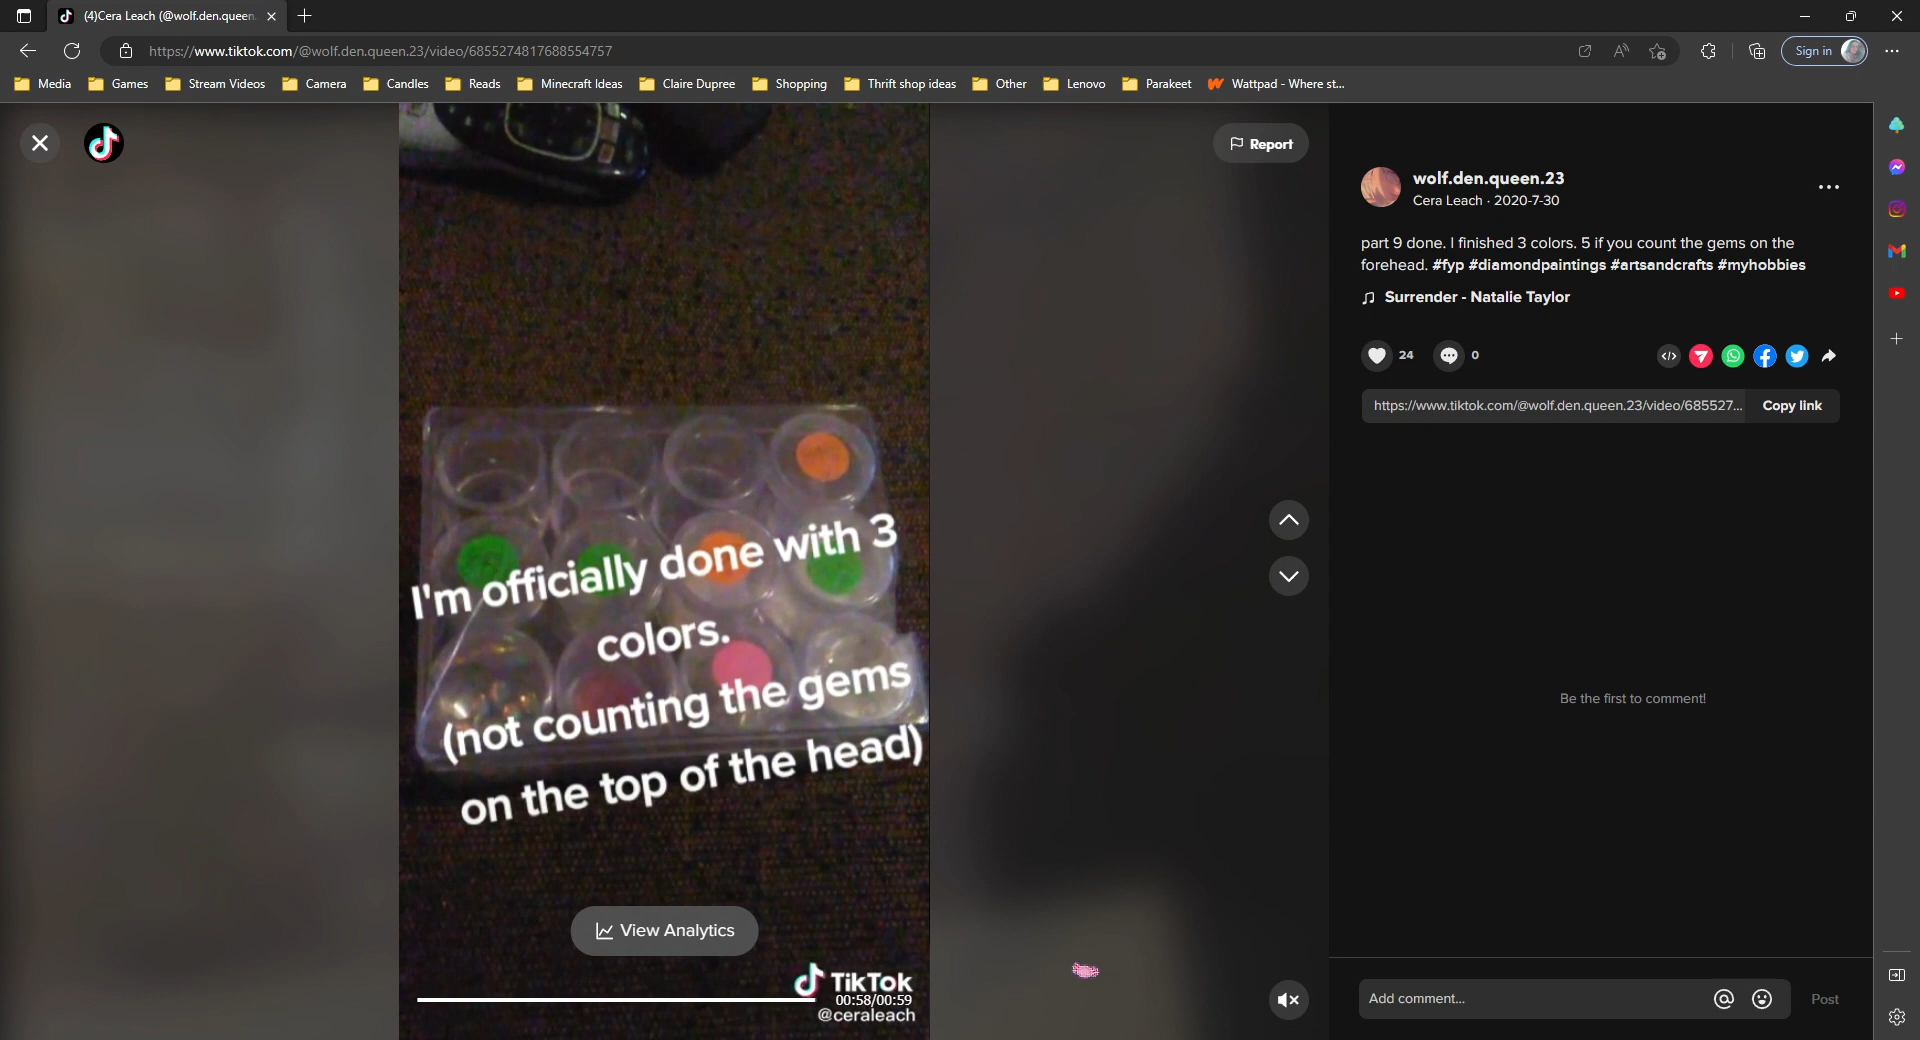 (4)Cera Leach (@wolf.den.queen.
https://www.tiktok.com/@wolf.den.queen.23/video/6855274817688554757
Sign in
Media
Games
Stream Videos
Camera
Candles
Reads
Minecraft Ideas
Claire Dupree
Shopping
Thrift shop ideas
Other
Lenovo
Parakeet
Wattpad - Where st...
Report
I'm officially done with 3
colors.
(not counting the gems
on the top of the head)
View Analytics
TikTok
00:58/00:59
@ceraleach
wolf.den.queen.23
Cera Leach · 2020-7-30
part 9 done. I finished 3 colors. 5 if you count the gems on the
forehead. #fyp #diamondpaintings #artsandcrafts #myhobbies
Surrender - Natalie Taylor
24
0
https://www.tiktok.com/@wolf.den.queen.23/video/685527...
Copy link
Be the first to comment!
Add comment...
Post